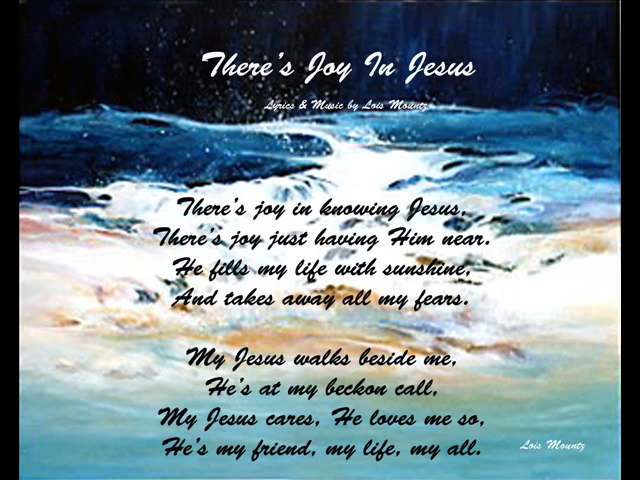 There's Joy In Jesus
Lyrics & Music by Lois Mountz
There's joy in knowing Jesus,
There's joy just having Him near.
He fills my life with sunshine,
And takes away all my fears.
My Jesus walks beside me,
He's at my beckon call,
My Jesus cares, He loves me so,
He's my friend, my life, my all.
Lois Mountz